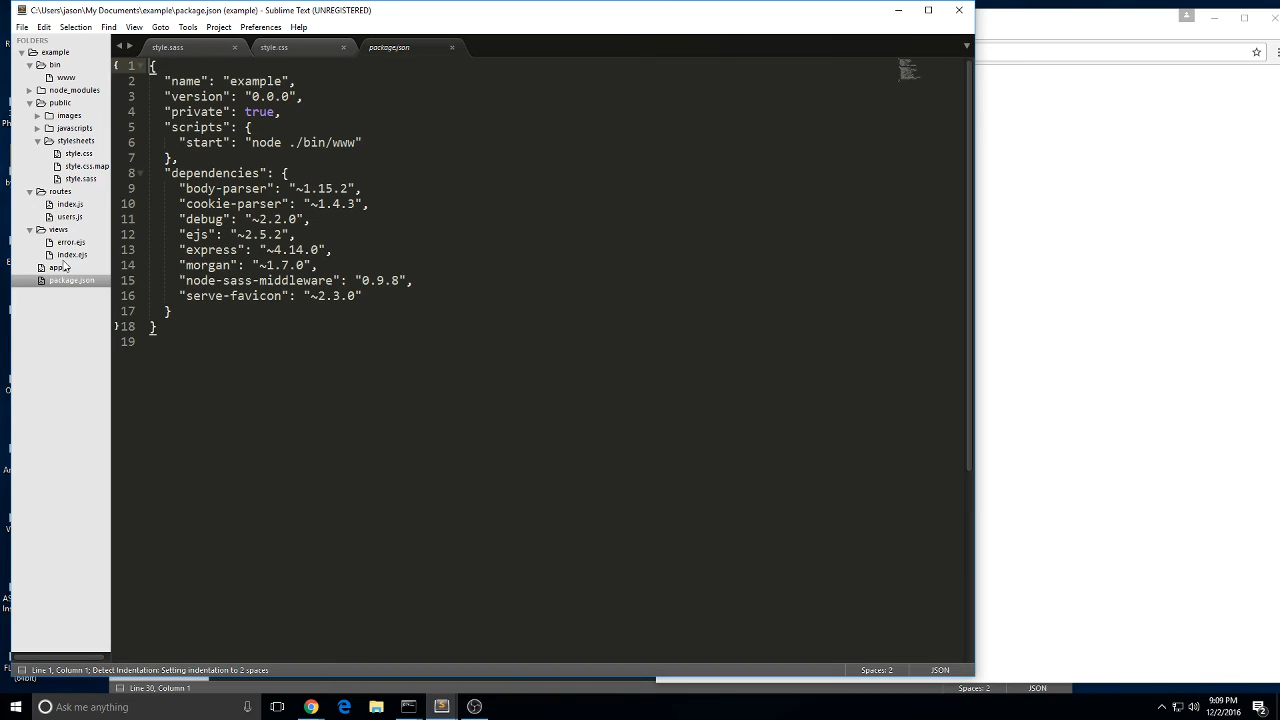 C:\Users\jason\My Documents\example\package.json (example) - Sublime Text (UNREGISTERED)
File Edit Selection Find View Goto Tools Project Preferences Help
FOLDERS
example
bin
www
node_modules
public
images
javascripts
stylesheets
style.css
style.css.map
style.sass
routes
index.js
users.js
views
error.ejs
index.ejs
package.json
style.sass style.css package.json
1 {
2 "name": "example",
3 "version": "0.0.0",
4 "private": true,
5 "scripts": {
6 "start": "node ./bin/www"
7 },
8 "dependencies": {
9 "body-parser": "~1.15.2",
10 "cookie-parser": "~1.4.3",
11 "debug": "~2.2.0",
12 "ejs": "~2.5.2",
13 "express": "~4.14.0",
14 "morgan": "~1.7.0",
15 "node-sass-middleware": "0.9.8",
16 "serve-favicon": "~2.3.0"
17 }
18 }
19
Line 1, Column 1; Detect Indentation: Setting indentation to 2 spaces
Spaces: 2 JSON
(64bit)
Line 30, Column 1
Spaces: 2 JSON
Ask me anything
9:09 PM
12/2/2016
2